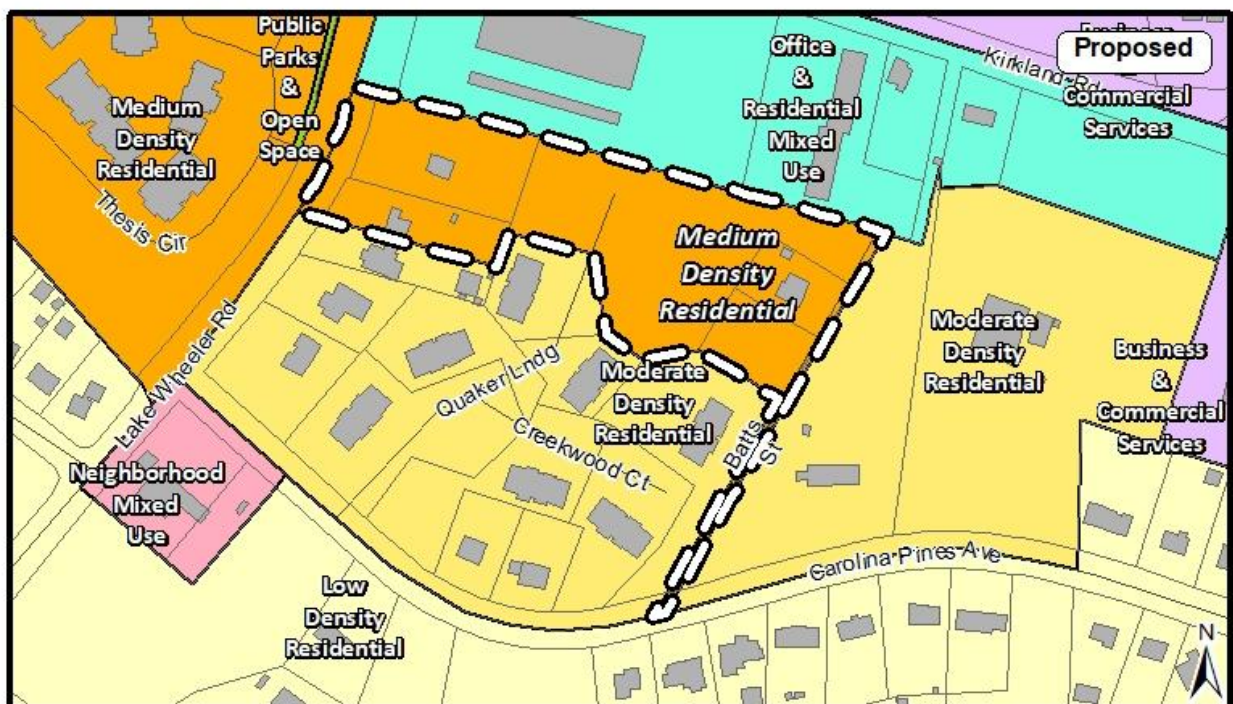 Public
Parks
&
Open
Space
Proposed
Kirkland Rd
Office
&
Residential
Mixed
Use
Commercial
Services
Medium
Density
Residential
Thesis Cir
Medium
Density
Residential
Moderate
Density
Residential
Business
&
Commercial
Services
Lake Wheeler Rd
Quaker Lndg
Moderate
Density
Residential
Creekwood Ct
Batts
St
Neighborhood
Mixed
Use
Carolina Pines Ave
Low
Density
Residential
N